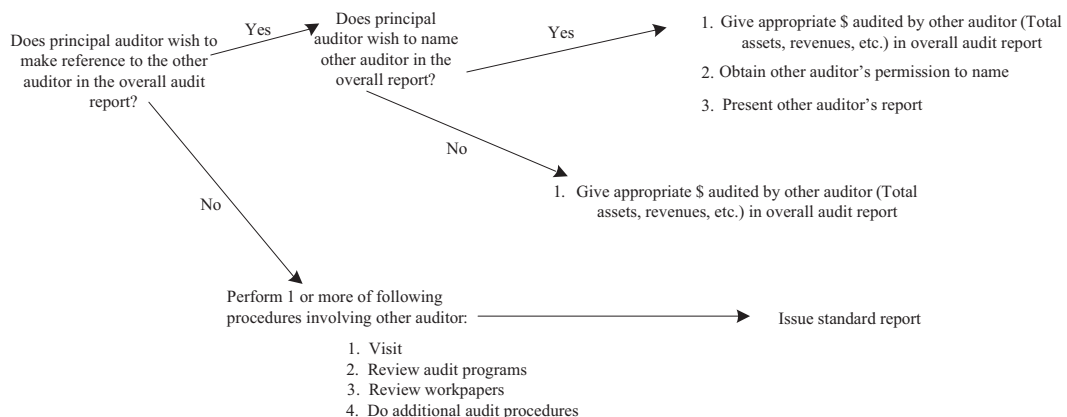 Does principal auditor wish to
make reference to the other
auditor in the overall audit
report?
Yes
Does principal
auditor wish to name
other auditor in the
overall report?
Yes
1. Give appropriate $ audited by other auditor (Total
assets, revenues, etc.) in overall audit report
2. Obtain other auditor’s permission to name
3. Present other auditor’s report
No
1. Give appropriate $ audited by other auditor (Total
assets, revenues, etc.) in overall audit report
No
Perform 1 or more of following
procedures involving other auditor:
1. Visit
2. Review audit programs
3. Review workpapers
4. Do additional audit procedures
Issue standard report